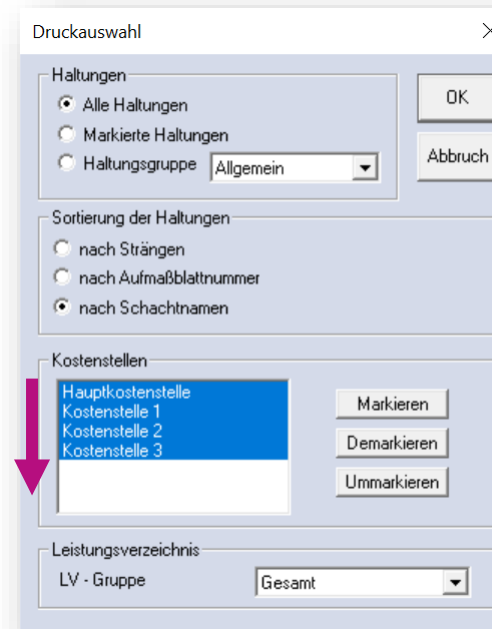 Druckauswahl
Haltungen
Alle Haltungen
OK
Markierte Haltungen
Haltungsgruppe Allgemein
Abbruch
Sortierung der Haltungen
nach Strängen
nach Aufmaßblattnummer
nach Schachtnamen
Kostenstellen
Hauptkostenstelle
Kostenstelle 1
Kostenstelle 2
Kostenstelle 3
Markieren
Demarkieren
Ummarkieren
Leistungsverzeichnis
LV - Gruppe Gesamt